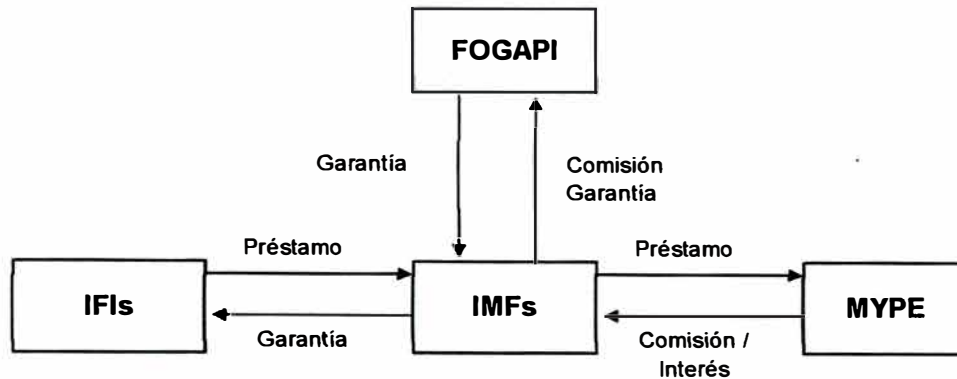 FOGAPI
Garantía
Comisión
Garantía
Préstamo
Préstamo
IFIs
IMFs
MYPE
Garantía
Comisión /
Interés